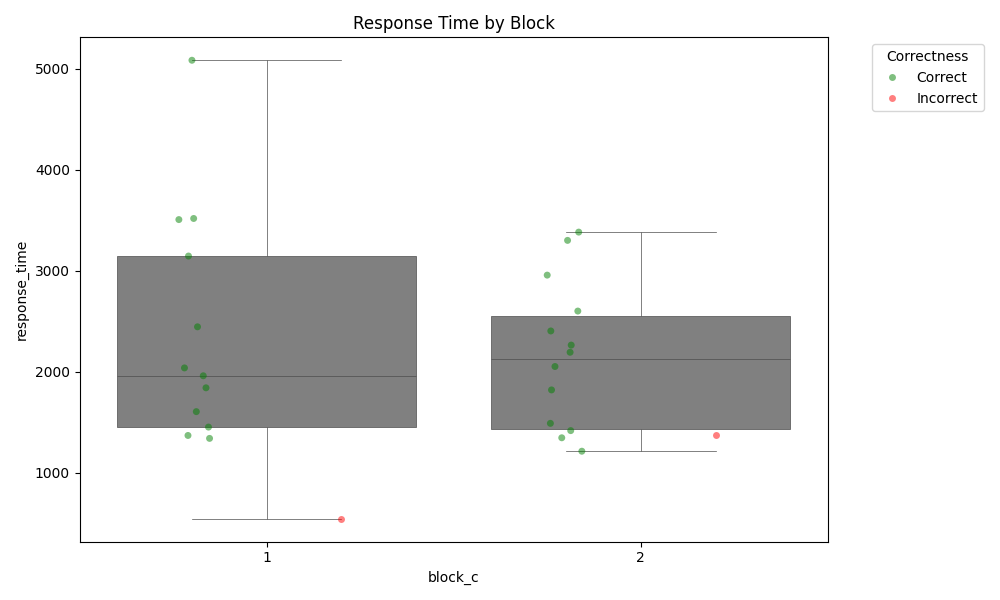 Response Time by Block
Correctness
Correct
Incorrect
5000
4000
3000
2000
1000
response_time
1
2
block_c